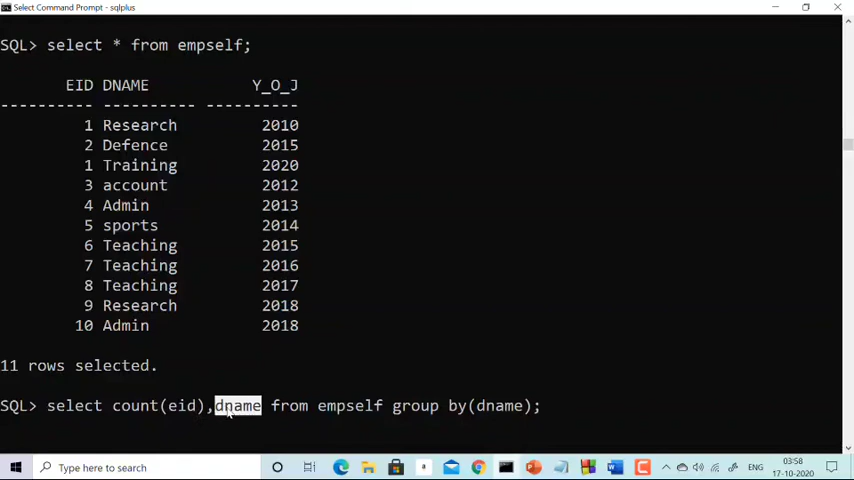 Select Command Prompt - sqlplus
SQL> select * from empself;
EID DNAME Y_O_J
---------- ---------- ----------
1 Research 2010
2 Defence 2015
1 Training 2020
3 account 2012
4 Admin 2013
5 sports 2014
6 Teaching 2015
7 Teaching 2016
8 Teaching 2017
9 Research 2018
10 Admin 2018
11 rows selected.
SQL> select count(eid),dname from empself group by(dname);
Type here to search
ENG
03:58
17-10-2020